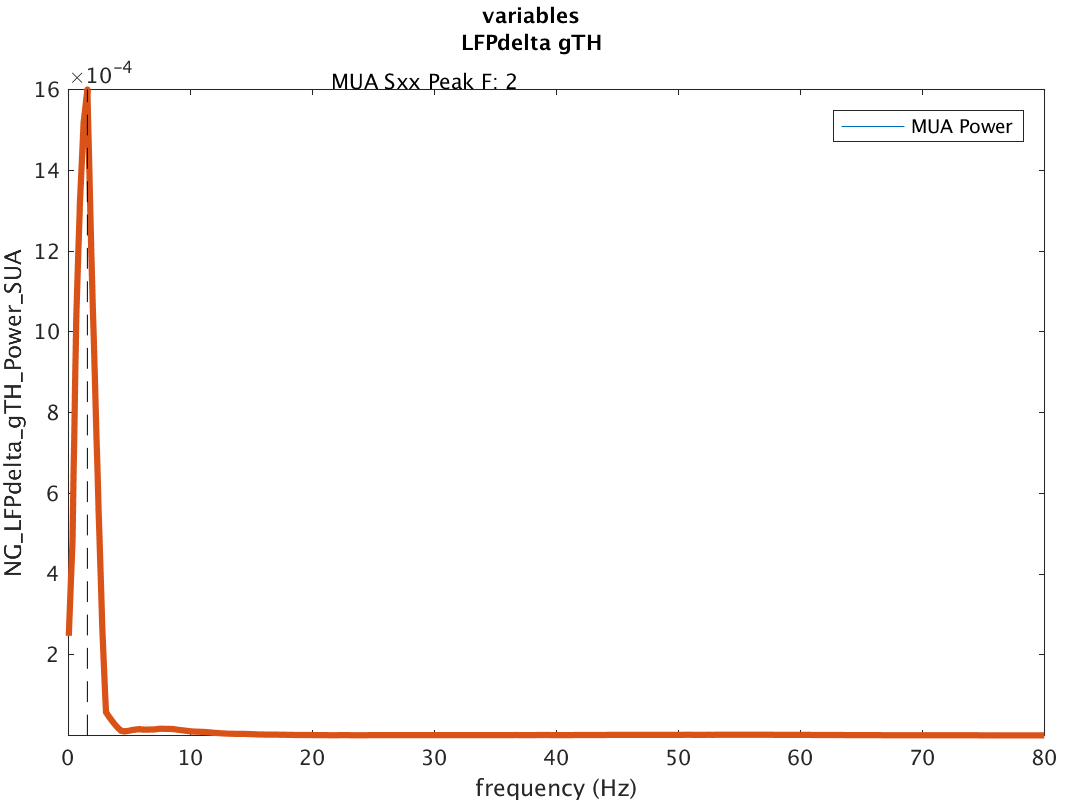 variables
LFPdelta gTH
×10⁻⁴
MUA Sxx Peak F: 2
MUA Power
16
14
12
10
8
6
4
2
NG_LFPdelta_gTH_Power_SUA
0 10 20 30 40 50 60 70 80
frequency (Hz)